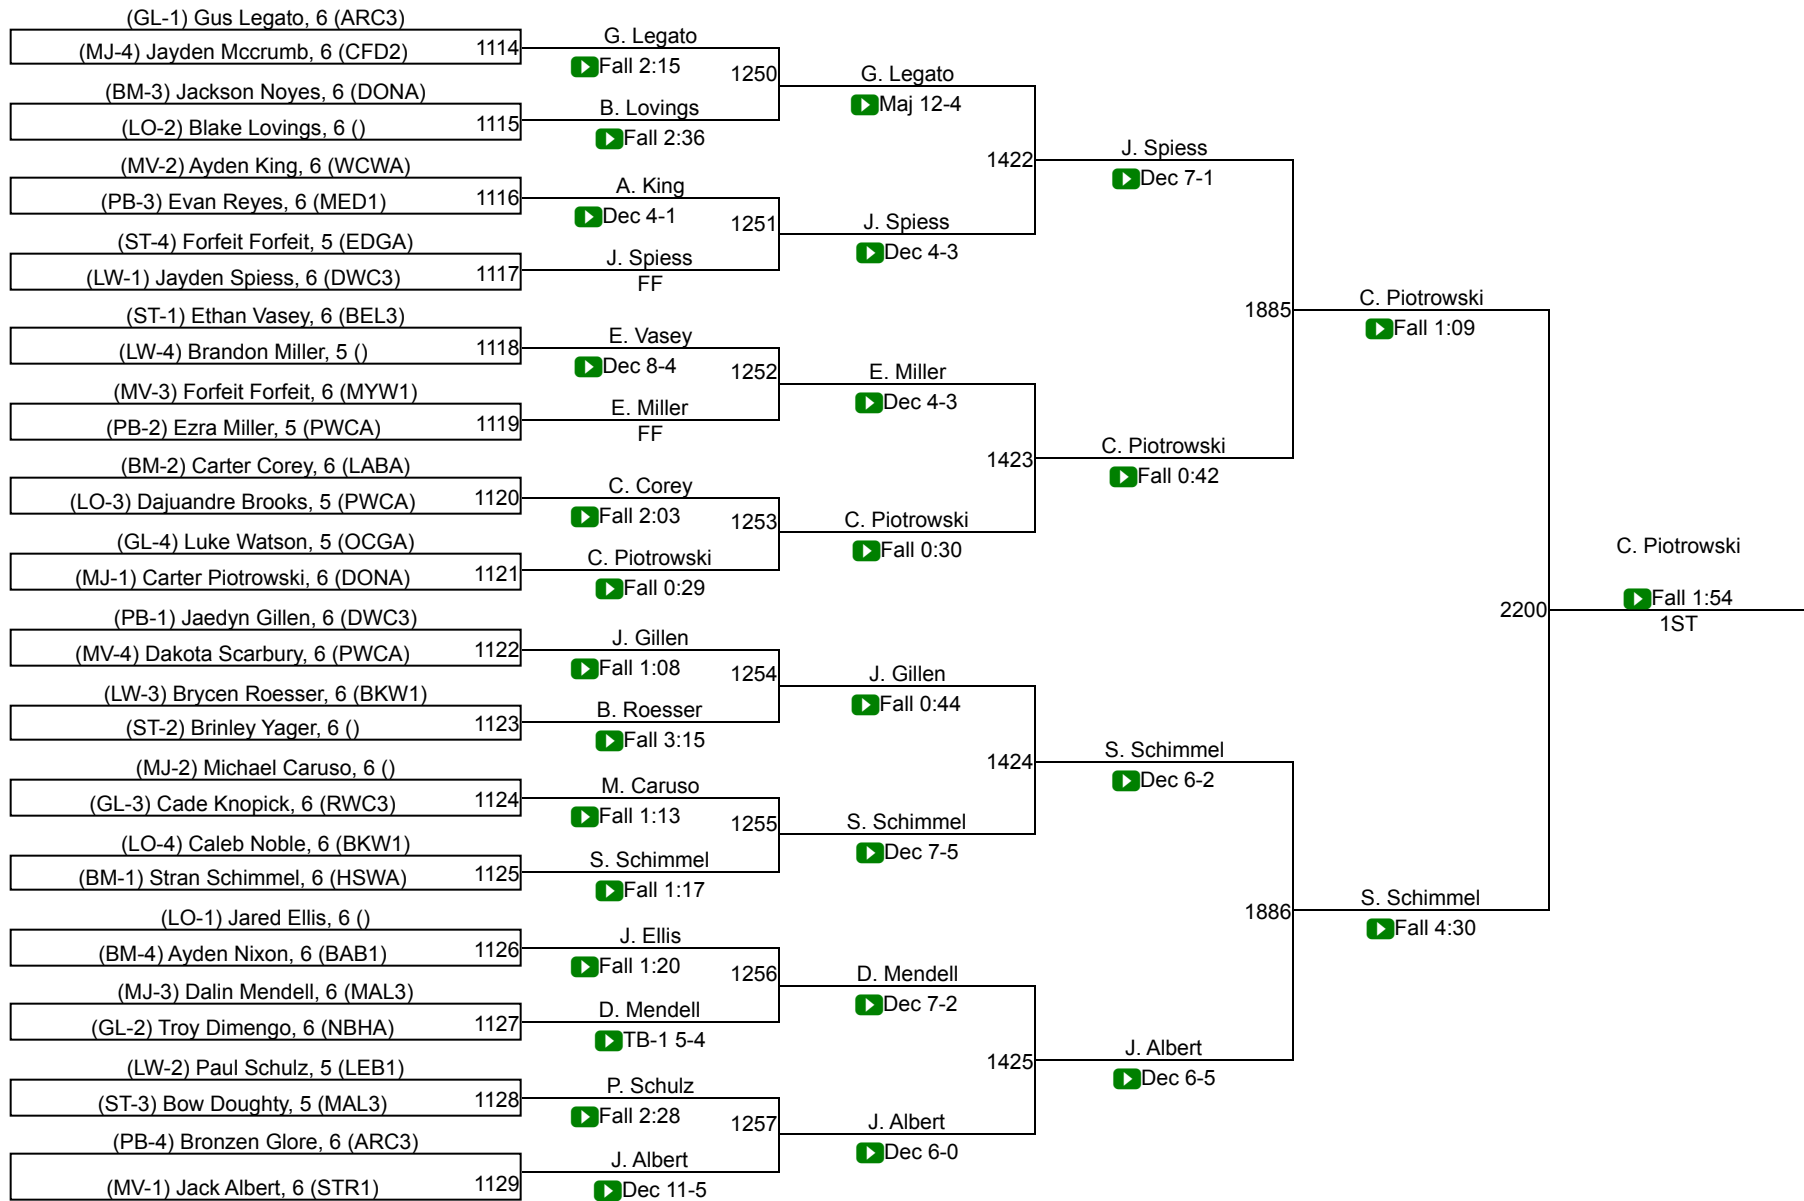 (GL-1) Gus Legato, 6 (ARC3)
(MJ-4) Jayden Mccrumb, 6 (CFD2)
1114
(BM-3) Jackson Noyes, 6 (DONA)
(LO-2) Blake Lovings, 6 ()
1115
(MV-2) Ayden King, 6 (WCWA)
(PB-3) Evan Reyes, 6 (MED1)
1116
(ST-4) Forfeit Forfeit, 5 (EDGA)
(LW-1) Jayden Spiess, 6 (DWC3)
1117
(ST-1) Ethan Vasey, 6 (BEL3)
(LW-4) Brandon Miller, 5 ()
1118
(MV-3) Forfeit Forfeit, 6 (MYW1)
(PB-2) Ezra Miller, 5 (PWCA)
1119
(BM-2) Carter Corey, 6 (LABA)
(LO-3) Dajuandre Brooks, 5 (PWCA)
1120
(GL-4) Luke Watson, 5 (OCGA)
(MJ-1) Carter Piotrowski, 6 (DONA)
1121
(PB-1) Jaedyn Gillen, 6 (DWC3)
(MV-4) Dakota Scarbury, 6 (PWCA)
1122
(LW-3) Brycen Roesser, 6 (BKW1)
(ST-2) Brinley Yager, 6 ()
1123
(MJ-2) Michael Caruso, 6 ()
(GL-3) Cade Knopick, 6 (RWC3)
1124
(LO-4) Caleb Noble, 6 (BKW1)
(BM-1) Stran Schimmel, 6 (HSWA)
1125
(LO-1) Jared Ellis, 6 ()
(BM-4) Ayden Nixon, 6 (BAB1)
1126
(MJ-3) Dalin Mendell, 6 (MAL3)
(GL-2) Troy Dimengo, 6 (NBHA)
1127
(LW-2) Paul Schulz, 5 (LEB1)
(ST-3) Bow Doughty, 5 (MAL3)
1128
(PB-4) Bronzen Glore, 6 (ARC3)
(MV-1) Jack Albert, 6 (STR1)
1129
G. Legato
Fall 2:15
1250
B. Lovings
Fall 2:36
A. King
Dec 4-1
1251
J. Spiess
FF
E. Vasey
Dec 8-4
1252
E. Miller
FF
C. Corey
Fall 2:03
1253
C. Piotrowski
Fall 0:29
J. Gillen
Fall 1:08
1254
B. Roesser
Fall 3:15
M. Caruso
Fall 1:13
1255
S. Schimmel
Fall 1:17
J. Ellis
Fall 1:20
1256
D. Mendell
TB-1 5-4
P. Schulz
Fall 2:28
1257
J. Albert
Dec 11-5
G. Legato
Maj 12-4
1422
J. Spiess
Dec 4-3
E. Miller
Dec 4-3
1423
C. Piotrowski
Fall 0:30
J. Gillen
Fall 0:44
1424
S. Schimmel
Dec 7-5
D. Mendell
Dec 7-2
1425
J. Albert
Dec 6-0
J. Spiess
Dec 7-1
1885
C. Piotrowski
Fall 0:42
S. Schimmel
Dec 6-2
1886
J. Albert
Dec 6-5
C. Piotrowski
Fall 1:09
2200
S. Schimmel
Fall 4:30
C. Piotrowski
Fall 1:54
1ST